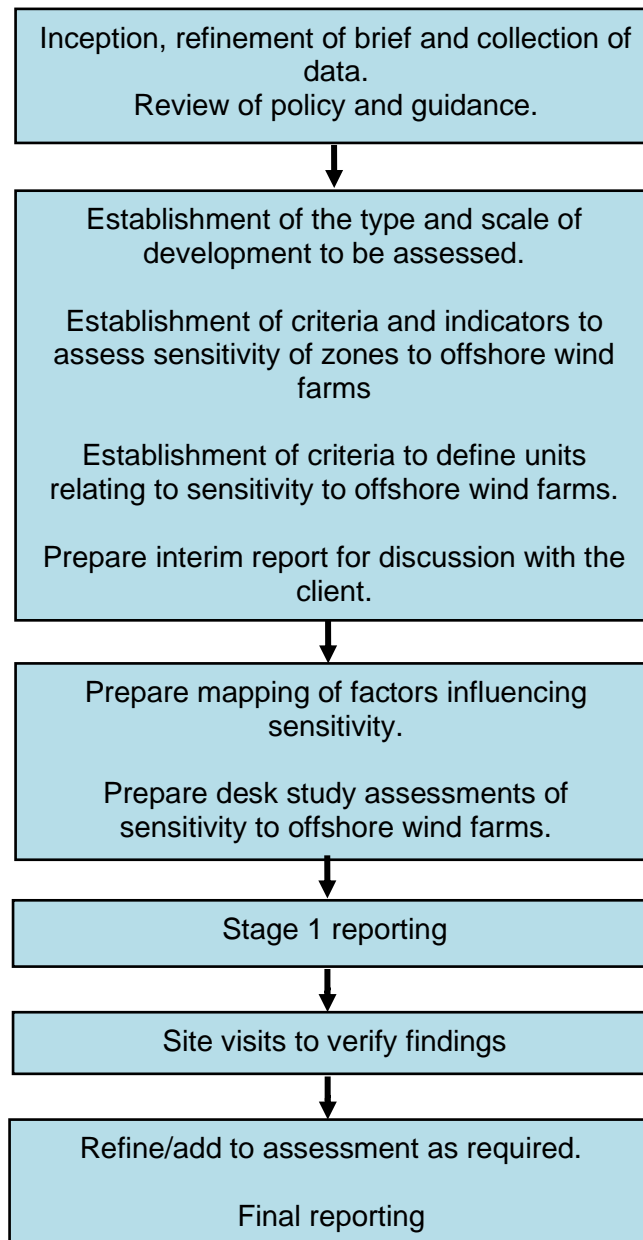 Inception, refinement of brief and collection of
data.
Review of policy and guidance.
Establishment of the type and scale of
development to be assessed.
Establishment of criteria and indicators to
assess sensitivity of zones to offshore wind
farms
Establishment of criteria to define units
relating to sensitivity to offshore wind farms.
Prepare interim report for discussion with the
client.
Prepare mapping of factors influencing
sensitivity.
Prepare desk study assessments of
sensitivity to offshore wind farms.
Stage 1 reporting
Site visits to verify findings
Refine/add to assessment as required.
Final reporting